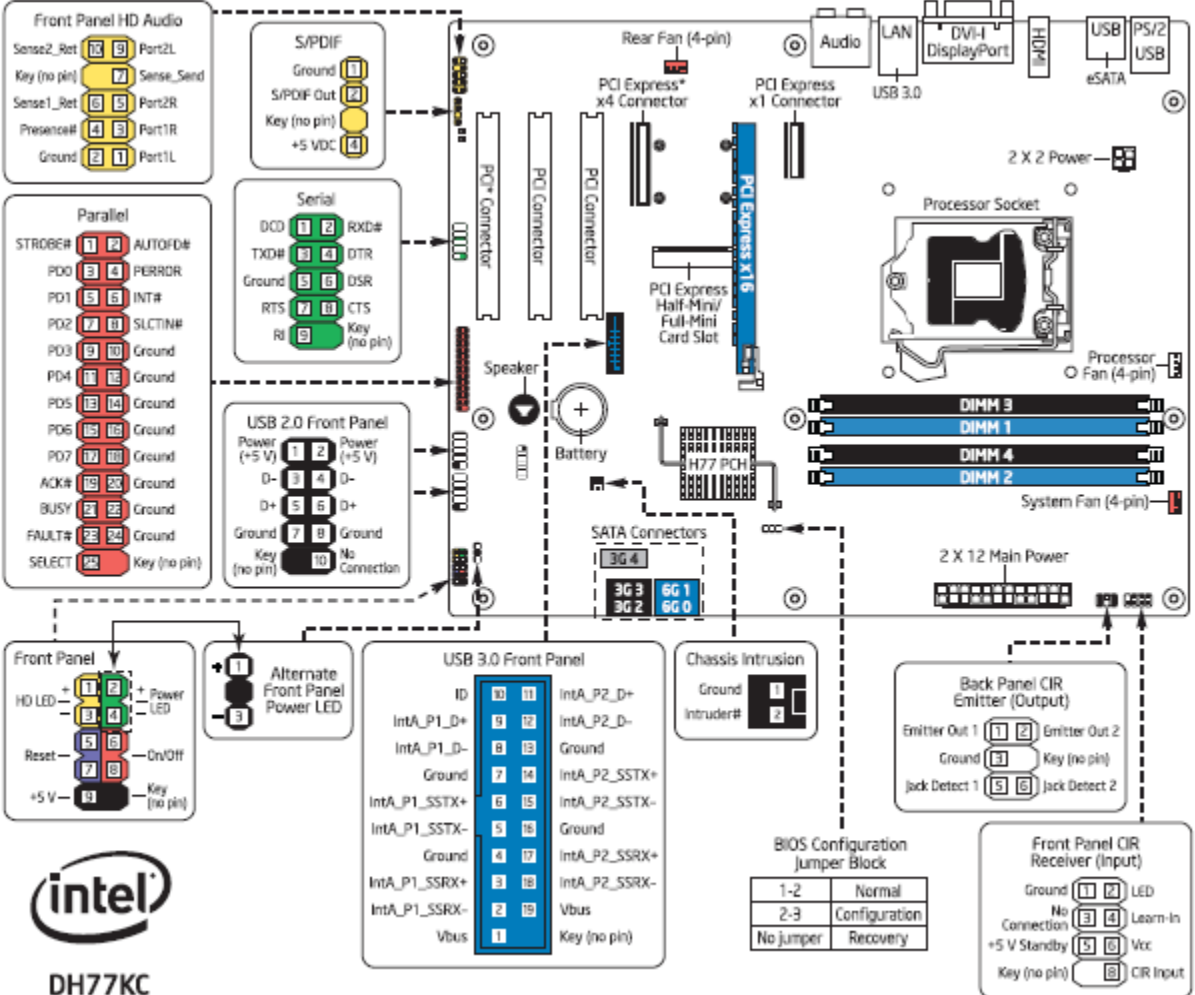 Front Panel HD Audio
Sense2_Ret 10 9 Port2L
Key (no pin) 7 Sense_Send
Sense1_Ret 6 5 Port2R
Presence# 4 3 Port1R
Ground 2 1 Port1L
S/PDIF
Ground 1
S/PDIF Out 2
Key (no pin)
+5 VDC 4
Rear Fan (4-pin)
PCI Express*
x4 Connector
PCI Express
x1 Connector
Audio
LAN
USB 3.0
DVI-I
DisplayPort
HDMI
USB
eSATA
PS/2
USB
2 X 2 Power
Processor Socket
PCI* Connector
PCI Connector
PCI Connector
PCI Express x16
PCI Express
Half-Mini/
Full-Mini
Card Slot
Parallel
STROBE# 1 2 AUTOFD#
PD0 3 4 PERROR
PD1 5 6 INT#
PD2 7 8 SLCTIN#
PD3 9 10 Ground
PD4 11 12 Ground
PD5 13 14 Ground
PD6 15 16 Ground
PD7 17 18 Ground
ACK# 19 20 Ground
BUSY 21 22 Ground
FAULT# 23 24 Ground
SELECT 25 Key (no pin)
Serial
DCD 1 2 RXD#
TXD# 3 4 DTR
Ground 5 6 DSR
RTS 7 8 CTS
RI 9 Key
(no pin)
USB 2.0 Front Panel
Power
(+5 V) 1 2 Power
(+5 V)
D- 3 4 D-
D+ 5 6 D+
Ground 7 8 Ground
Key
(no pin) 10 No
Connection
Speaker
+
Battery
H77 PCH
Processor
Fan (4-pin)
DIMM 3
DIMM 1
DIMM 4
DIMM 2
System Fan (4-pin)
SATA Connectors
3G 4
3G 3 6G 1
3G 2 6G 0
2 X 12 Main Power
Front Panel
HD LED + 1 2 + Power
LED
- 3 4 -
Reset 5 6 On/Off
7 8
+5 V 9 Key
(no pin)
+ 1
- 3
Alternate
Front Panel
Power LED
USB 3.0 Front Panel
ID 10 11 IntA_P2_D+
IntA_P1_D+ 9 12 IntA_P2_D-
IntA_P1_D- 8 13 Ground
Ground 7 14 IntA_P2_SSTX+
IntA_P1_SSTX+ 6 15 IntA_P2_SSTX-
IntA_P1_SSTX- 5 16 Ground
Ground 4 17 IntA_P2_SSRX+
IntA_P1_SSRX+ 3 18 IntA_P2_SSRX-
IntA_P1_SSRX- 2 19 Vbus
Vbus 1 Key (no pin)
Chassis Intrusion
Ground 1
Intruder# 2
Back Panel CIR
Emitter (Output)
Emitter Out 1 1 2 Emitter Out 2
Ground 3 Key (no pin)
Jack Detect 1 5 6 Jack Detect 2
BIOS Configuration
Jumper Block
1-2 Normal
2-3 Configuration
No jumper Recovery
Front Panel CIR
Receiver (Input)
Ground 1 2 LED
No
Connection 3 4 Learn-In
+5 V Standby 5 6 Vcc
Key (no pin) 8 CIR Input
intel
DH77KC